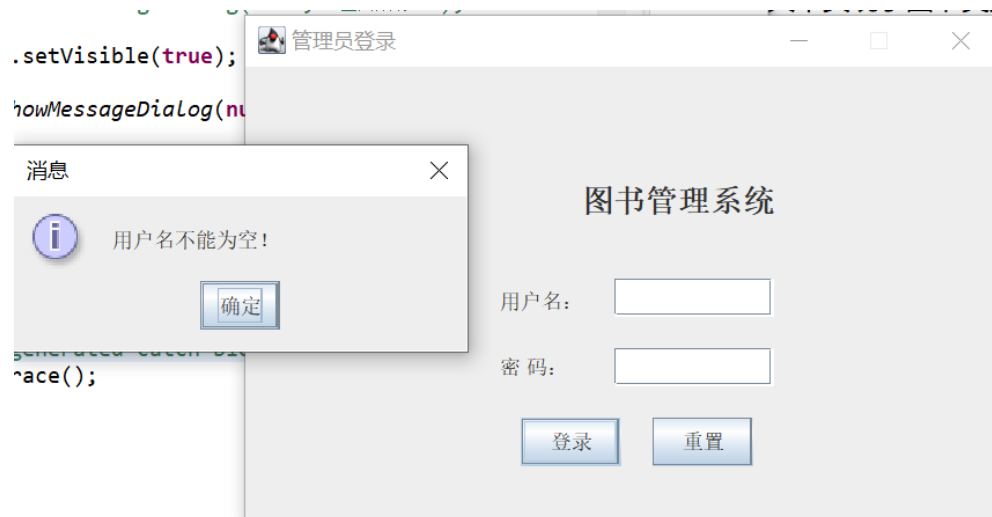 .setVisible(true);
howMessageDialog(nu
race();
管理员登录
消息
用户名不能为空!
确定
图书管理系统
用户名：
密 码：
登录
重置